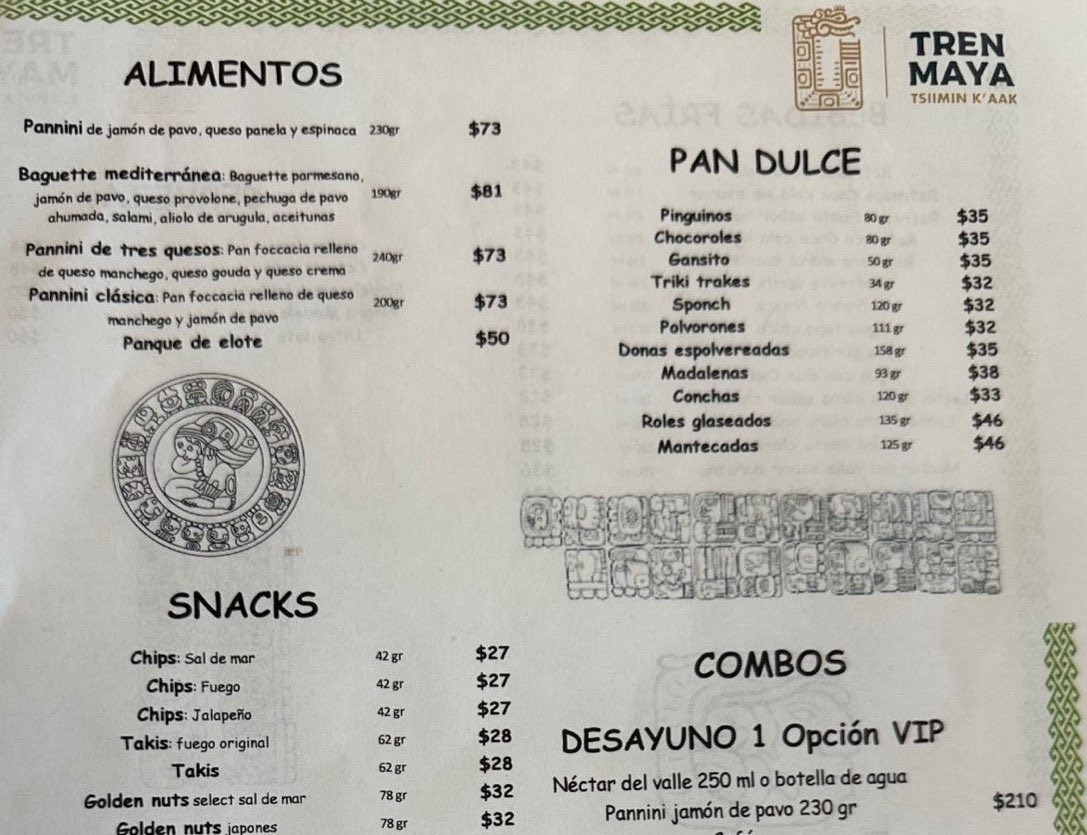 TREN
MAYA
TSIIMIN K'AAK
ALIMENTOS
Pannini de jamón de pavo, queso panela y espinaca 230gr $73
Baguette mediterránea: Baguette parmesano,
jamón de pavo, queso provolone, pechuga de pavo 190gr $81
ahumada, salami, aliolo de arugula, aceitunas
Pannini de tres quesos: Pan foccacia relleno
de queso manchego, queso gouda y queso crema 240gr $73
Pannini clásica: Pan foccacia relleno de queso 200gr $73
manchego y jamón de pavo
Panque de elote $50
PAN DULCE
Pinguinos 80 gr $35
Chocoroles 80 gr $35
Gansito 50 gr $35
Triki trakes 34 gr $32
Sponch 120 gr $32
Polvorones 111 gr $32
Donas espolvereadas 158 gr $35
Madalenas 93 gr $38
Conchas 120 gr $33
Roles glaseados 135 gr $46
Mantecadas 125 gr $46
SNACKS
Chips: Sal de mar 42 gr $27
Chips: Fuego 42 gr $27
Chips: Jalapeño 42 gr $27
Takis: fuego original 62 gr $28
Takis 62 gr $28
Golden nuts select sal de mar 78 gr $32
Golden nuts japones 78 gr $32
COMBOS
DESAYUNO 1 Opción VIP
Néctar del valle 250 ml o botella de agua
Pannini jamón de pavo 230 gr $210